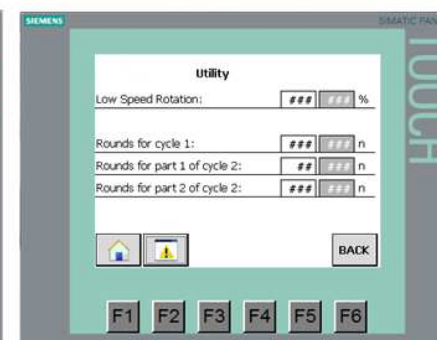 SIEMENS
SIMATIC PAN
TOUCH
Utility
Low Speed Rotation: ### ### %
Rounds for cycle 1: ### ### n
Rounds for part 1 of cycle 2: ## ### n
Rounds for part 2 of cycle 2: ### ### n
BACK
F1 F2 F3 F4 F5 F6